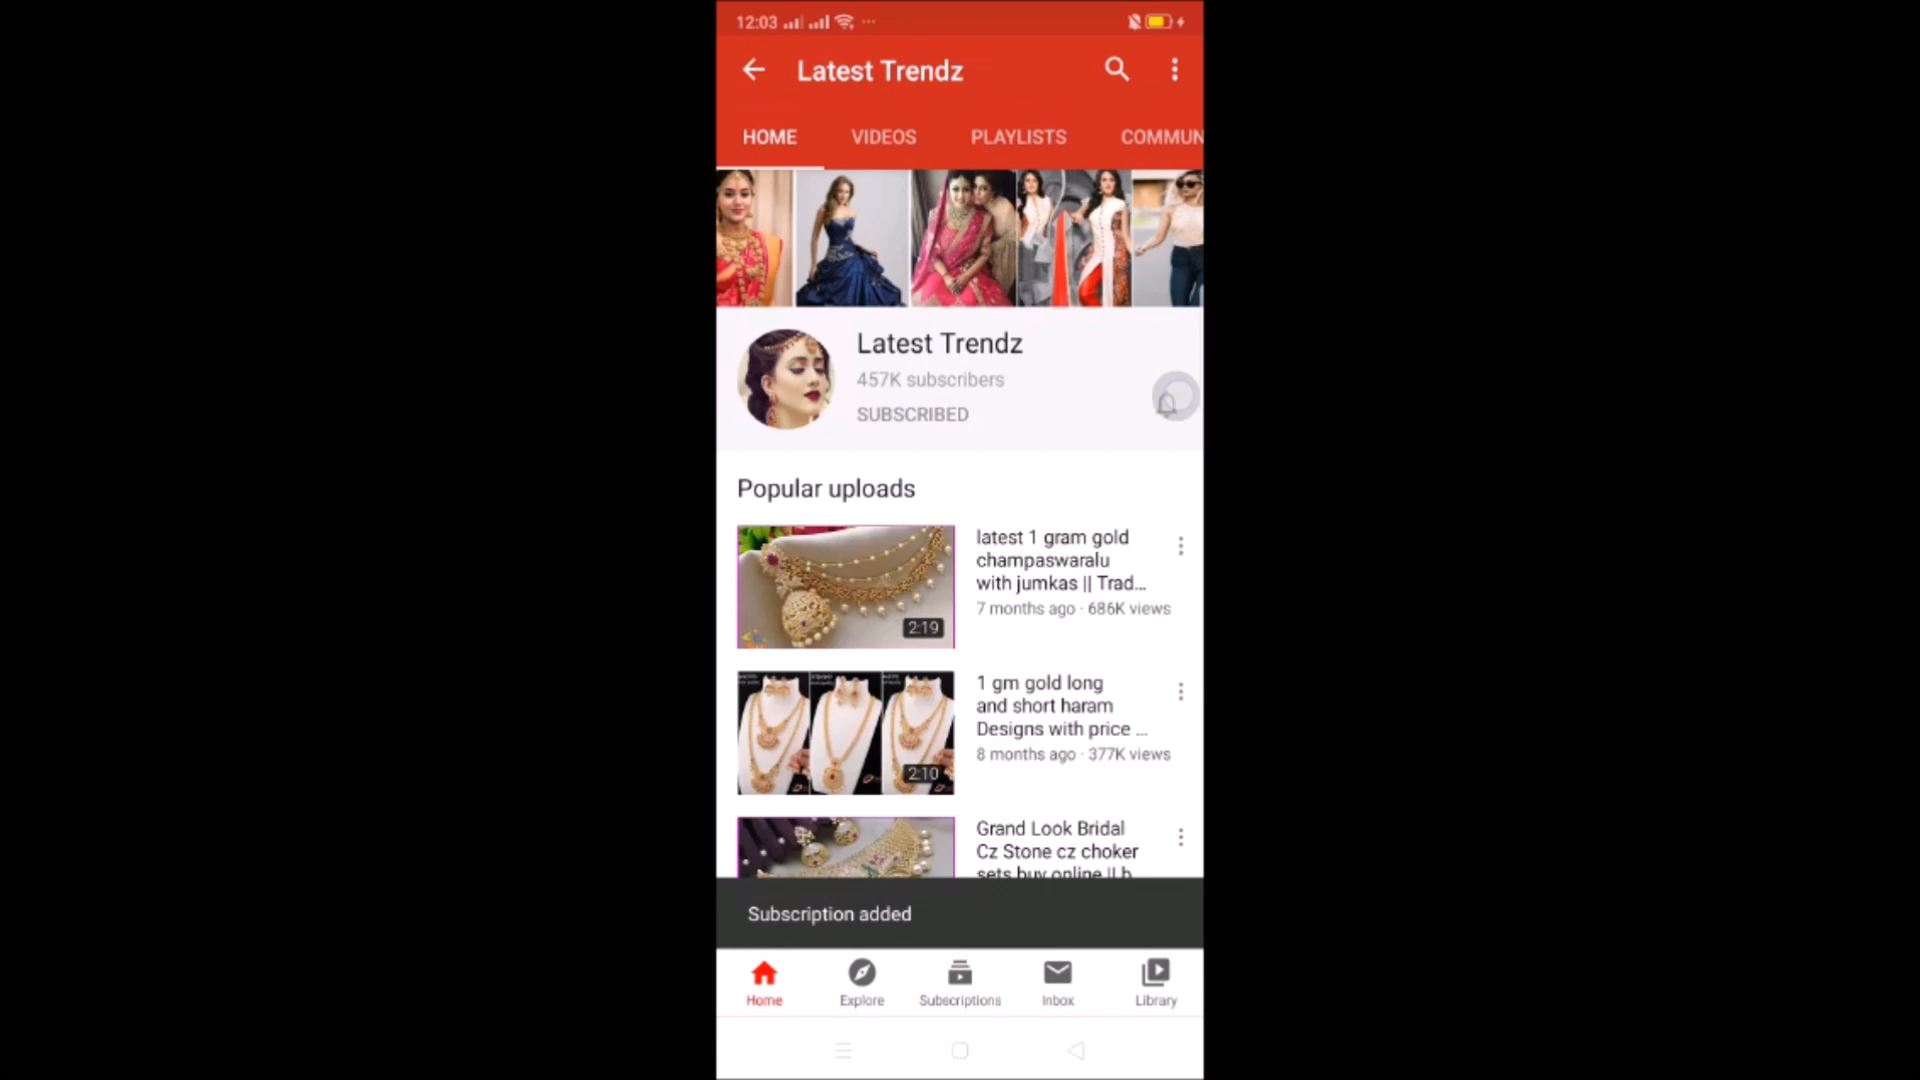 12:03
Latest Trendz
HOME VIDEOS PLAYLISTS COMMUN
Latest Trendz
457K subscribers
SUBSCRIBED
Popular uploads
latest 1 gram gold
champaswaralu
with jumkas || Trad...
7 months ago · 686K views
2:19
1 gm gold long
and short haram
Designs with price ...
8 months ago · 377K views
2:10
Grand Look Bridal
Cz Stone cz choker
sets buy online || b
Subscription added
Home Explore Subscriptions Inbox Library